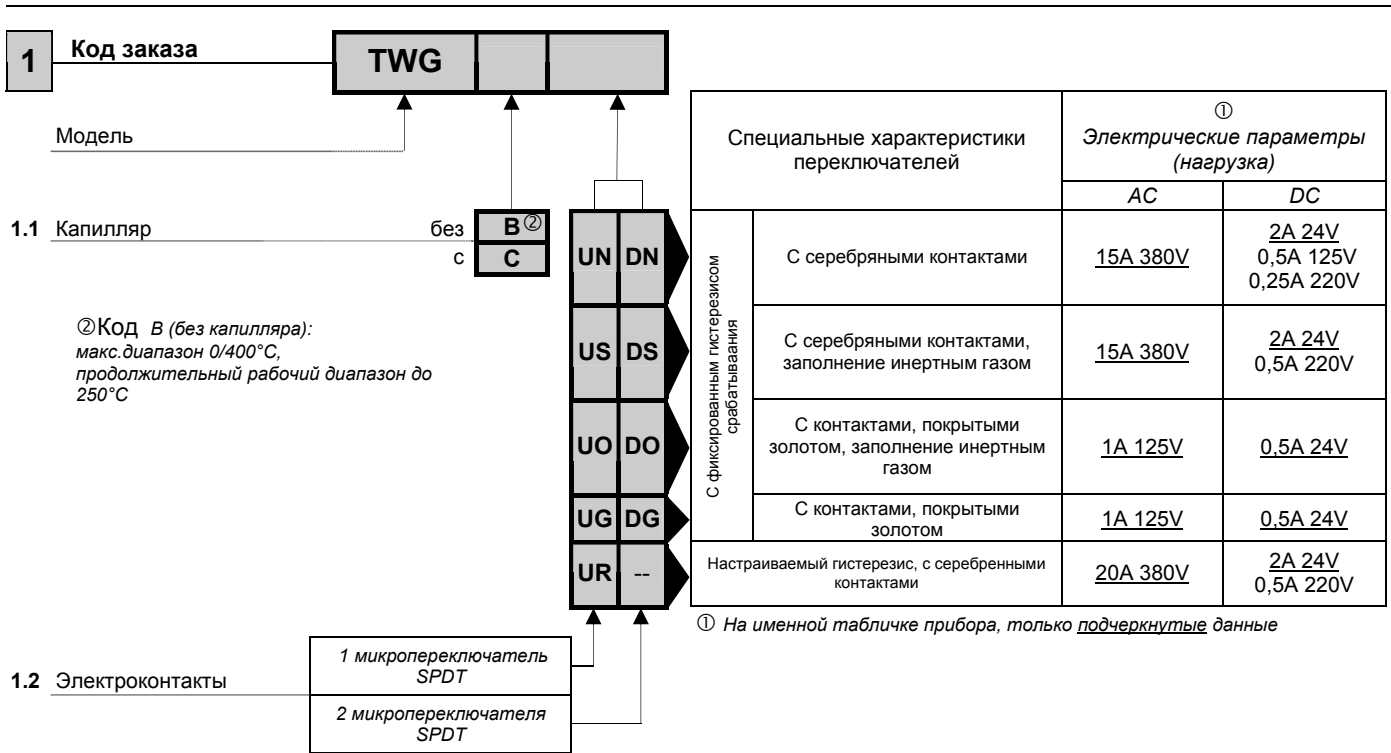 1 Код заказа TWG
Модель
1.1 Капилляр без B②
с C
②Код В (без капилляра):
макс.диапазон 0/400°С,
продолжительный рабочий диапазон до
250°С
UN DN
US DS
UO DO
UG DG
UR --
Специальные характеристики
переключателей
①
Электрические параметры
(нагрузка)
AC DC
С фиксированным гистерезисом
срабатываания
С серебряными контактами
15A 380V
2A 24V
0,5A 125V
0,25A 220V
С серебряными контактами,
заполнение инертным газом
15A 380V
2A 24V
0,5A 220V
С контактами, покрытыми
золотом, заполнение инертным
газом
1A 125V
0,5A 24V
С контактами, покрытыми
золотом
1A 125V
0,5A 24V
Настраиваемый гистерезис, с серебренными
контактами
20A 380V
2A 24V
0,5A 220V
① На именной табличке прибора, только подчеркнутые данные
1.2 Электроконтакты
1 микропереключатель
SPDT
2 микропереключателя
SPDT